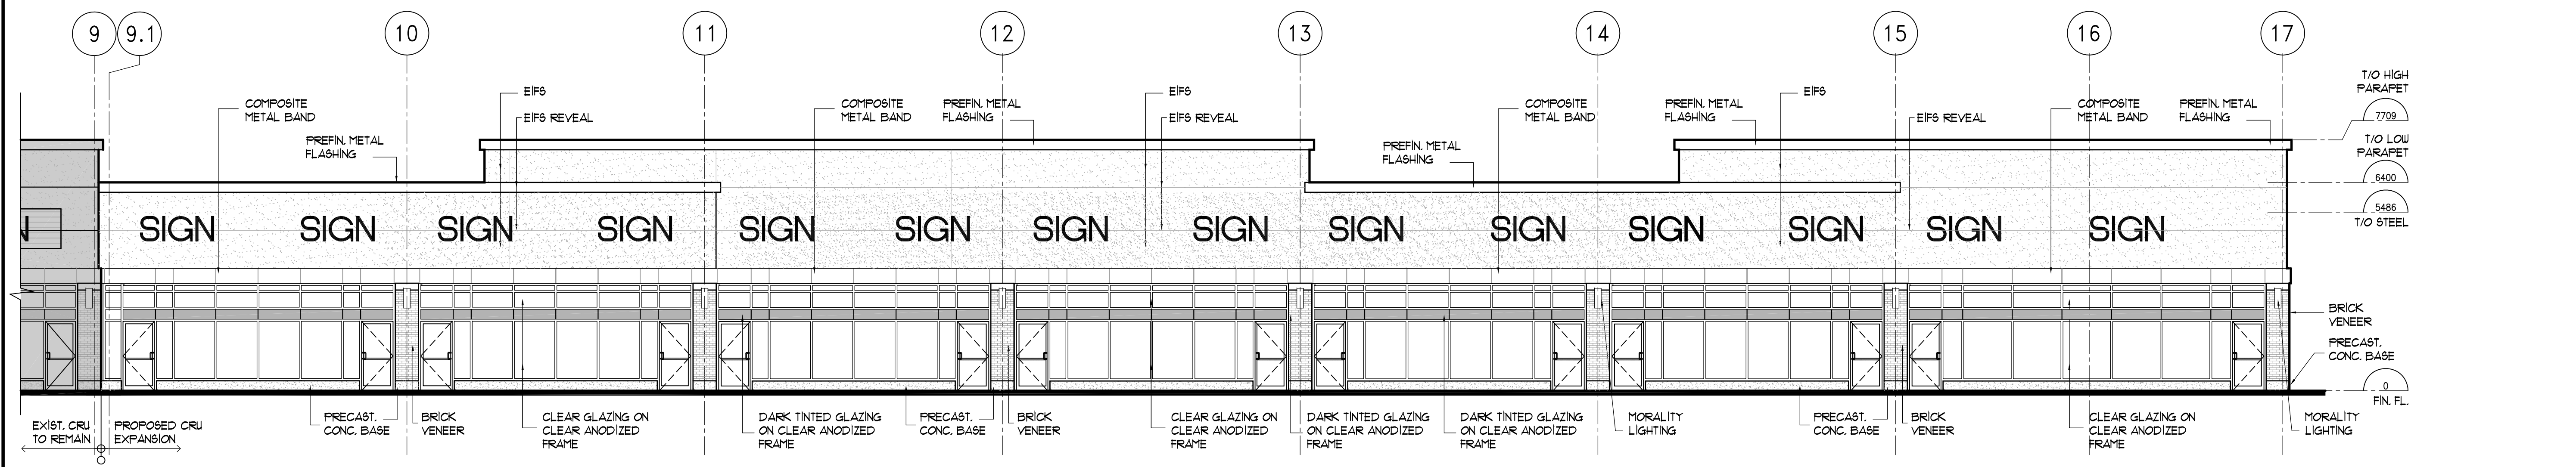 9 9.1 10 11 12 13 14 15 16 17
T/O HIGH
PARAPET
7709
T/O LOW
PARAPET
6400
5486
T/O STEEL
COMPOSITE
METAL BAND
PREFIN. METAL
FLASHING
EIFS
EIFS REVEAL
COMPOSITE
METAL BAND
PREFIN. METAL
FLASHING
EIFS
EIFS REVEAL
PREFIN. METAL
FLASHING
COMPOSITE
METAL BAND
PREFIN. METAL
FLASHING
EIFS
EIFS REVEAL
COMPOSITE
METAL BAND
PREFIN. METAL
FLASHING
N SIGN SIGN SIGN SIGN SIGN SIGN SIGN SIGN SIGN SIGN SIGN SIGN SIGN SIGN
BRICK
VENEER
PRECAST.
CONC. BASE
0
FIN. FL.
EXIST. CRU
TO REMAIN
PROPOSED CRU
EXPANSION
PRECAST.
CONC. BASE
BRICK
VENEER
CLEAR GLAZING ON
CLEAR ANODIZED
FRAME
DARK TINTED GLAZING
ON CLEAR ANODIZED
FRAME
PRECAST.
CONC. BASE
BRICK
VENEER
CLEAR GLAZING ON
CLEAR ANODIZED
FRAME
DARK TINTED GLAZING
ON CLEAR ANODIZED
FRAME
DARK TINTED GLAZING
ON CLEAR ANODIZED
FRAME
MORALITY
LIGHTING
PRECAST.
CONC. BASE
BRICK
VENEER
CLEAR GLAZING ON
CLEAR ANODIZED
FRAME
MORALITY
LIGHTING